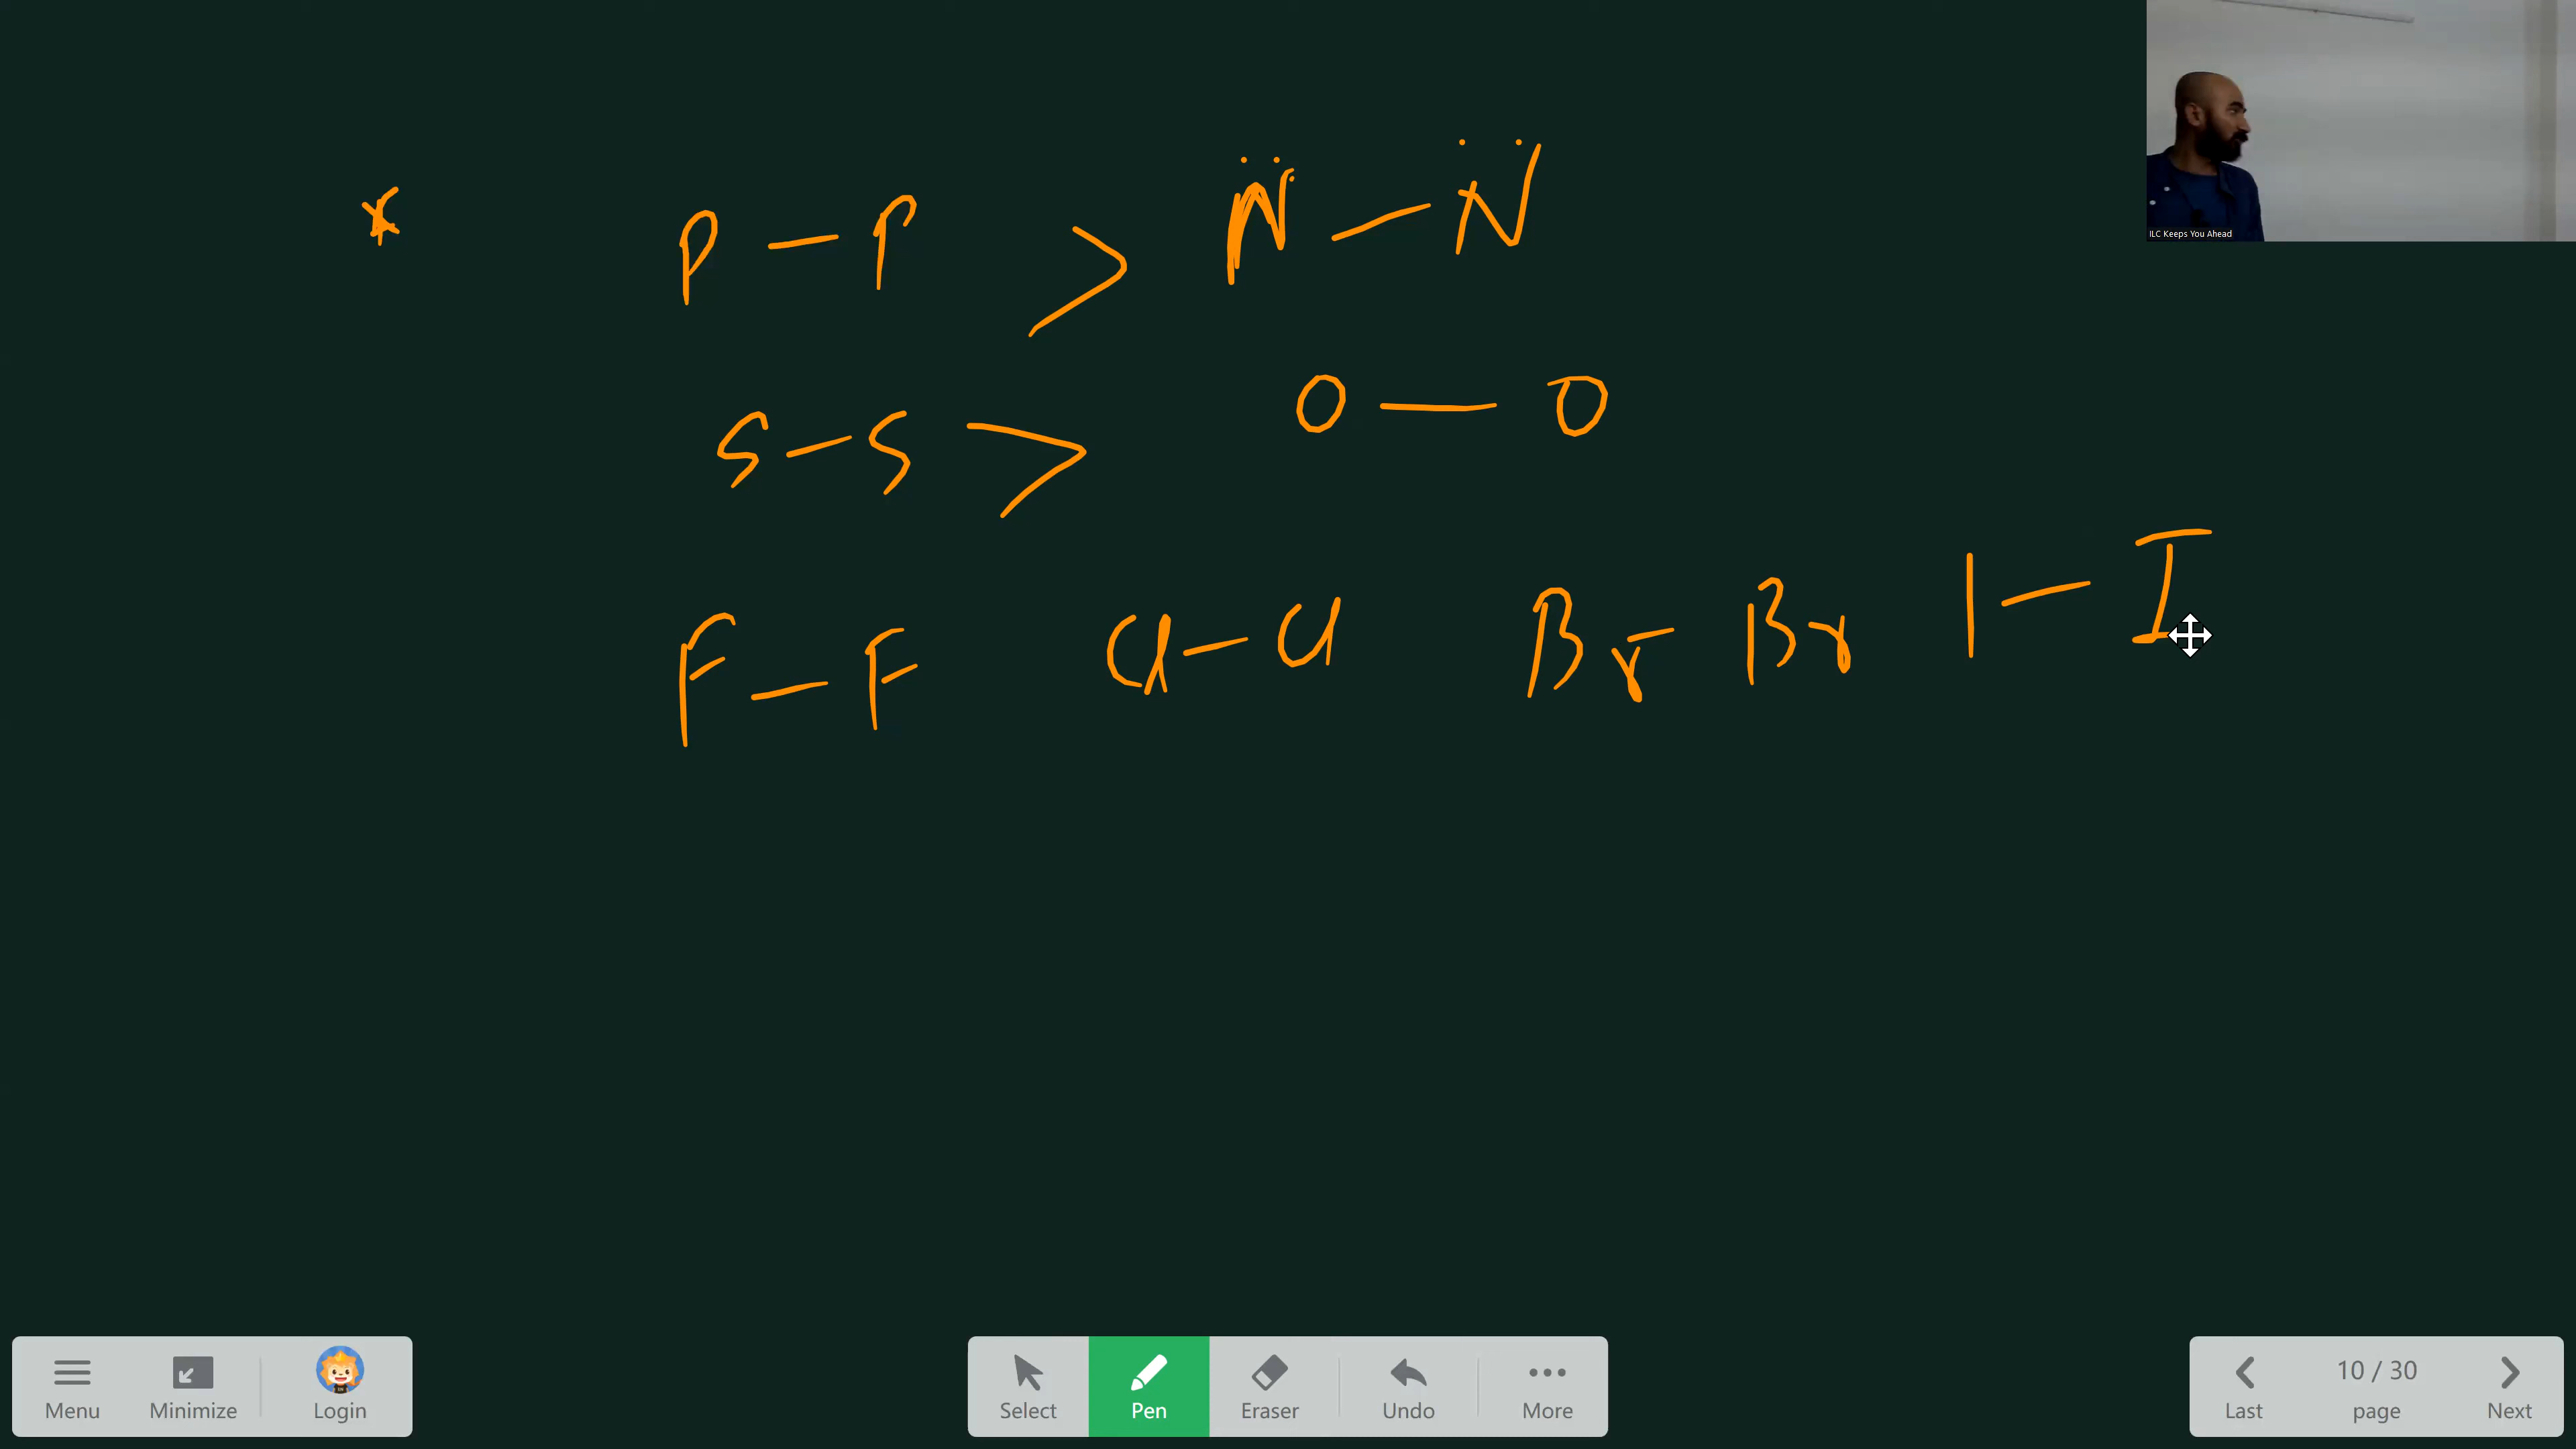 * P — P > N̈ — N̈
S — S > O — O
F — F Cl — Cl Br — Br I — I
ILC Keeps You Ahead
Menu Minimize Login Select Pen Eraser Undo More Last 10 / 30 page Next